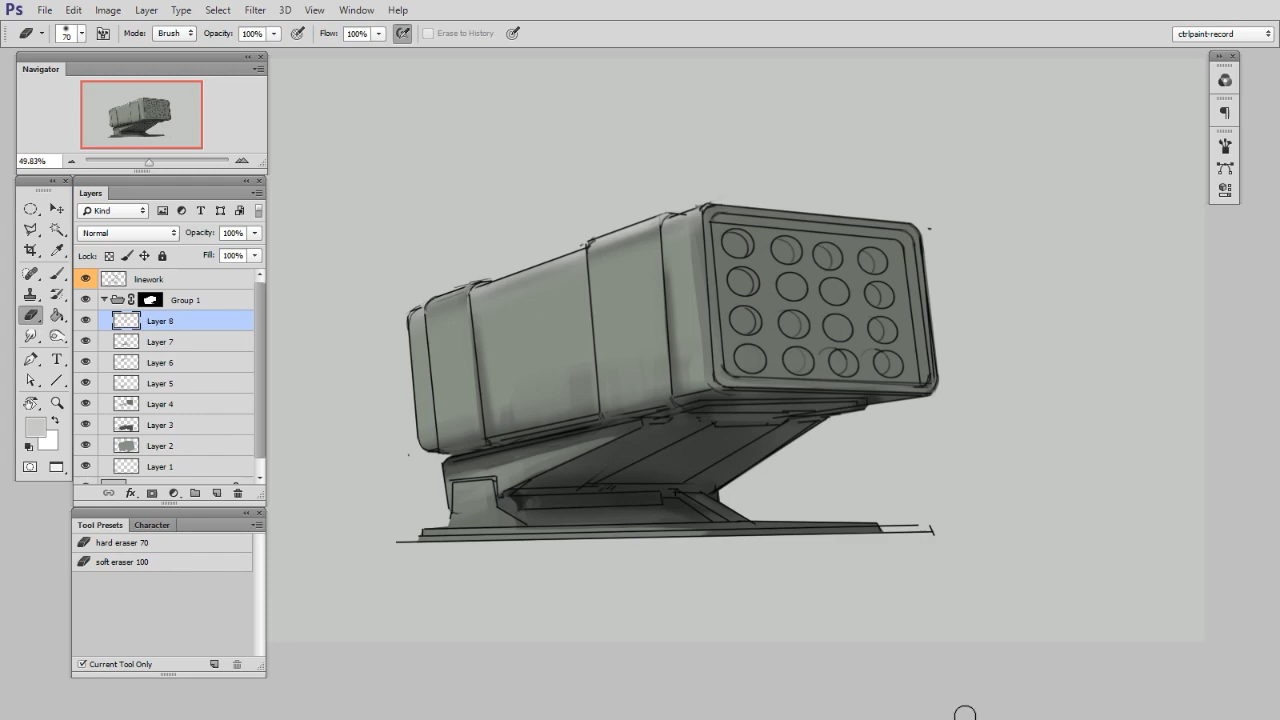 Ps File Edit Image Layer Type Select Filter 3D View Window Help
70 Mode: Brush Opacity: 100% Flow: 100% Erase to History ctrlpaint-record
Navigator
49.83%
Layers
Kind
Normal Opacity: 100%
Lock: Fill: 100%
linework
Group 1
Layer 8
Layer 7
Layer 6
Layer 5
Layer 4
Layer 3
Layer 2
Layer 1
fx
Tool Presets Character
hard eraser 70
soft eraser 100
Current Tool Only